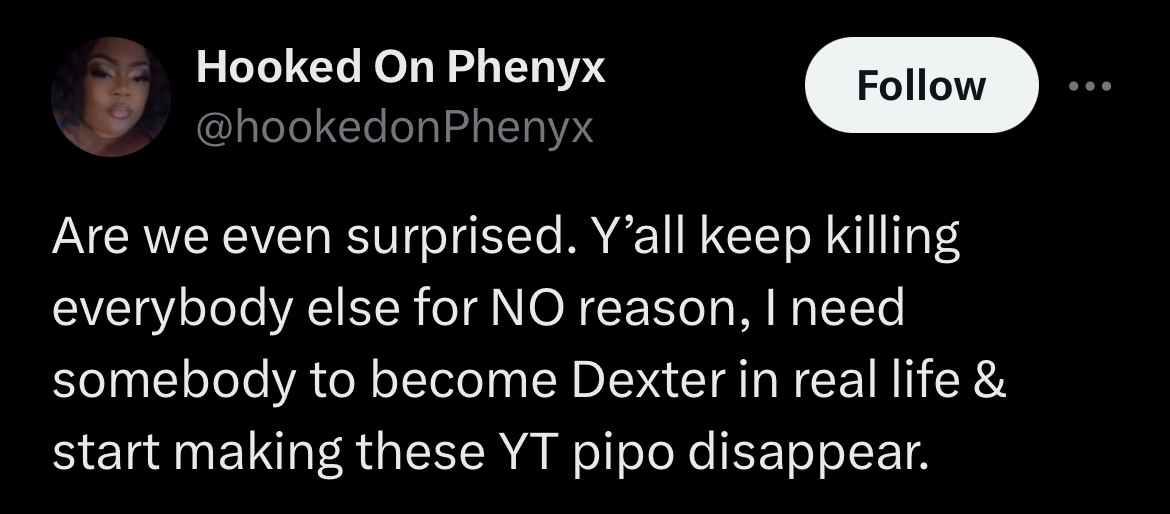 Hooked On Phenyx
@hookedonPhenyx
Follow
Are we even surprised. Y’all keep killing
everybody else for NO reason, I need
somebody to become Dexter in real life &
start making these YT pipo disappear.